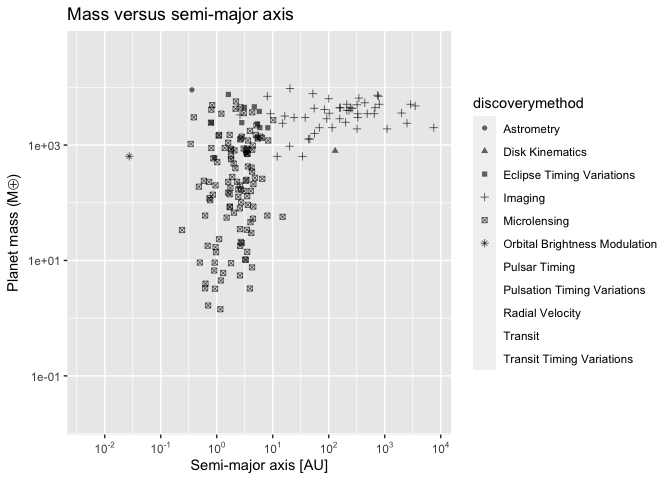 Mass versus semi-major axis
Planet mass (M⊕)
1e+03
1e+01
1e-01
10⁻² 10⁻¹ 10⁰ 10¹ 10² 10³ 10⁴
Semi-major axis [AU]
discoverymethod
Astrometry
Disk Kinematics
Eclipse Timing Variations
Imaging
Microlensing
Orbital Brightness Modulation
Pulsar Timing
Pulsation Timing Variations
Radial Velocity
Transit
Transit Timing Variations